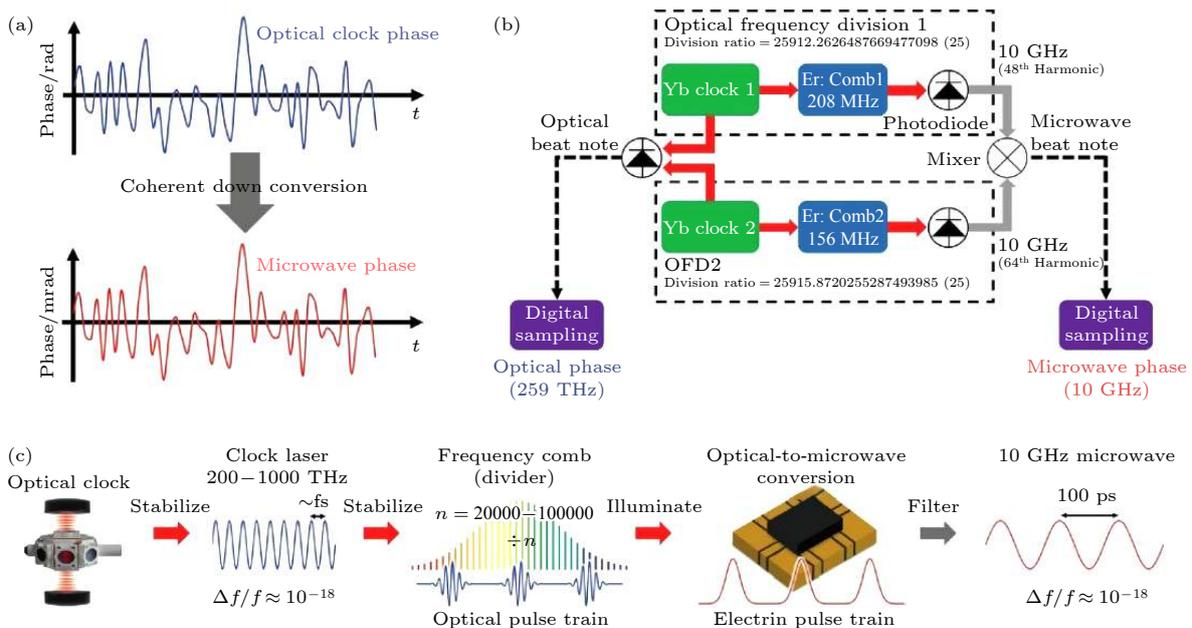 (a)
Phase/rad
Optical clock phase
t
Coherent down conversion
Phase/mrad
Microwave phase
t
(b)
Optical frequency division 1
Division ratio = 25912.2626487669477098 (25)
Yb clock 1
Er: Comb1
208 MHz
Photodiode
10 GHz
(48th Harmonic)
Optical
beat note
Mixer
Microwave
beat note
Yb clock 2
Er: Comb2
156 MHz
OFD2
Division ratio = 25915.8720255287493985 (25)
10 GHz
(64th Harmonic)
Digital
sampling
Optical phase
(259 THz)
Digital
sampling
Microwave phase
(10 GHz)
(c)
Optical clock
Stabilize
Clock laser
200−1000 THz
~fs
Δf/f ≈ 10−18
Stabilize
Frequency comb
(divider)
n = 20000−100000
÷n
Optical pulse train
Illuminate
Optical-to-microwave
conversion
Electrin pulse train
Filter
10 GHz microwave
100 ps
Δf/f ≈ 10−18